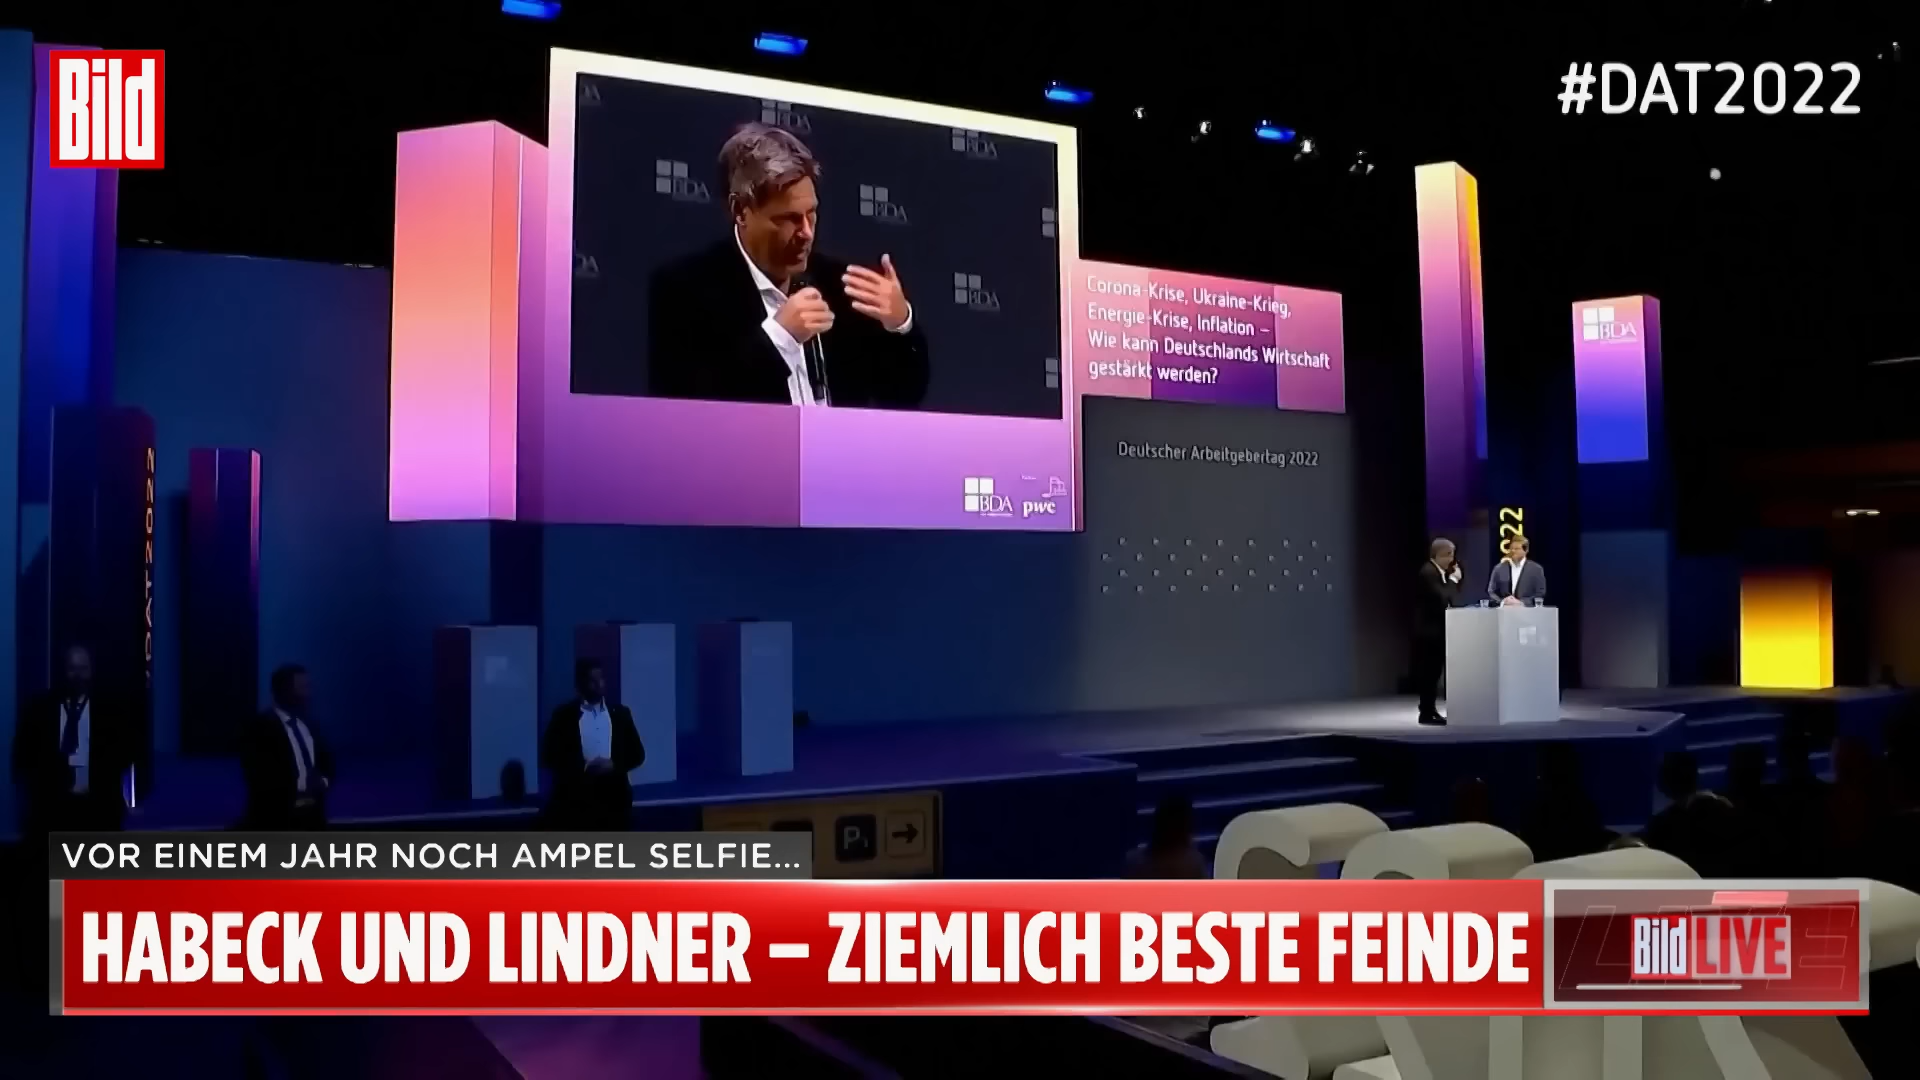 Bild
#DAT2022
BDA
BDA
BDA
BDA
BDA
Corona-Krise, Ukraine-Krieg,
Energie-Krise, Inflation –
Wie kann Deutschlands Wirtschaft
gestärkt werden?
BDA
Deutscher Arbeitgebertag 2022
BDA
pwc
#DAT2022
2022
P
VOR EINEM JAHR NOCH AMPEL SELFIE...
HABECK UND LINDNER – ZIEMLICH BESTE FEINDE
Bild LIVE